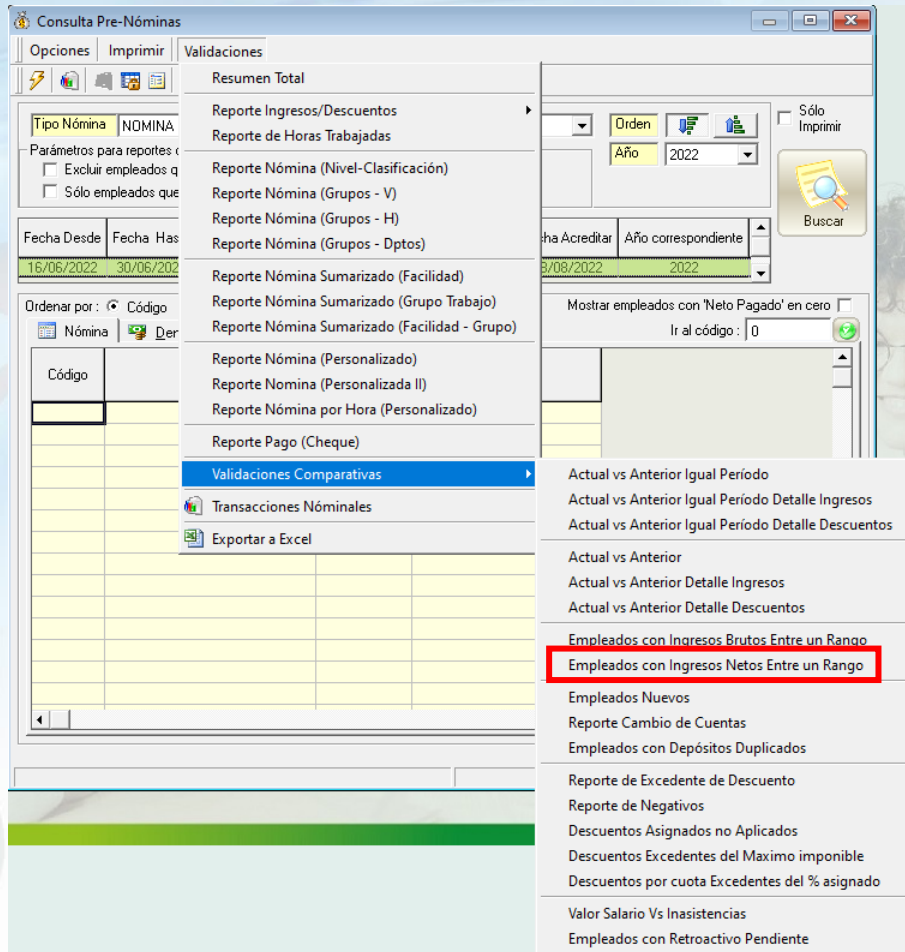 Consulta Pre-Nóminas
Opciones Imprimir Validaciones
Resumen Total
Reporte Ingresos/Descuentos
Reporte de Horas Trabajadas
Reporte Nómina (Nivel-Clasificación)
Reporte Nómina (Grupos - V)
Reporte Nómina (Grupos - H)
Reporte Nómina (Grupos - Dptos)
Reporte Nómina Sumarizado (Facilidad)
Reporte Nómina Sumarizado (Grupo Trabajo)
Reporte Nómina Sumarizado (Facilidad - Grupo)
Reporte Nómina (Personalizado)
Reporte Nomina (Personalizada II)
Reporte Nómina por Hora (Personalizado)
Reporte Pago (Cheque)
Validaciones Comparativas
Transacciones Nóminales
Exportar a Excel
Tipo Nómina NOMINA
Orden
Sólo
Imprimir
Parámetros para reportes
Año 2022
Excluir empleados q
Sólo empleados que
Buscar
Fecha Desde Fecha Has ha Acreditar Año correspondiente
16/06/2022 30/06/202 3/08/2022 2022
Ordenar por : Código
Mostrar empleados con 'Neto Pagado' en cero
Nómina Der
Ir al código : 0
Código
Actual vs Anterior Igual Período
Actual vs Anterior Igual Período Detalle Ingresos
Actual vs Anterior Igual Período Detalle Descuentos
Actual vs Anterior
Actual vs Anterior Detalle Ingresos
Actual vs Anterior Detalle Descuentos
Empleados con Ingresos Brutos Entre un Rango
Empleados con Ingresos Netos Entre un Rango
Empleados Nuevos
Reporte Cambio de Cuentas
Empleados con Depósitos Duplicados
Reporte de Excedente de Descuento
Reporte de Negativos
Descuentos Asignados no Aplicados
Descuentos Excedentes del Maximo imponible
Descuentos por cuota Excedentes del % asignado
Valor Salario Vs Inasistencias
Empleados con Retroactivo Pendiente